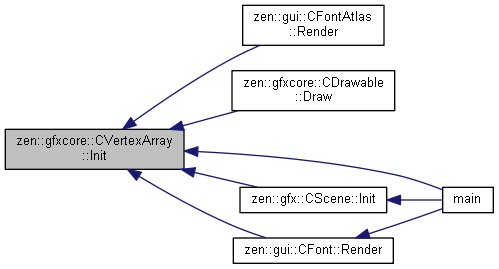 zen::gui::CFontAtlas
::Render
zen::gfxcore::CDrawable
::Draw
zen::gfxcore::CVertexArray
::Init
main
zen::gfx::CScene::Init
zen::gui::CFont::Render